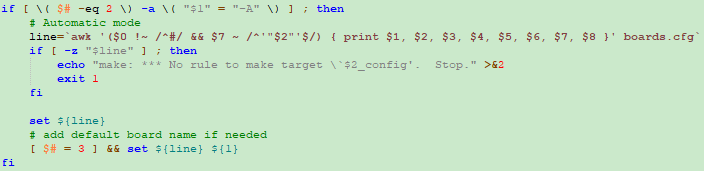 if [ \( $# -eq 2 \) -a \( "$1" = "-A" \) ] ; then
# Automatic mode
line=`awk '($0 !~ /^#/ && $7 ~ /^'"$2"'$/) { print $1, $2, $3, $4, $5, $6, $7, $8 }' boards.cfg`
if [ -z "$line" ] ; then
echo "make: *** No rule to make target \`$2_config'.  Stop." >&2
exit 1
fi
set ${line}
# add default board name if needed
[ $# = 3 ] && set ${line} ${1}
fi